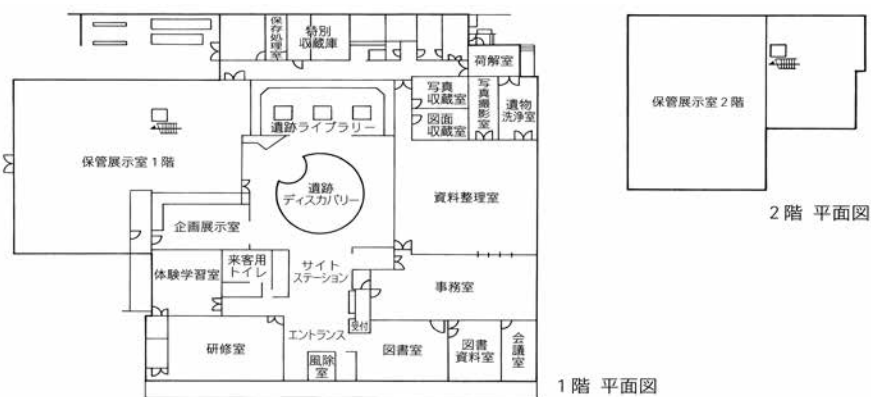 保存処理室
特別
収蔵庫
荷解室
写真
収蔵室
写真撮影室
遺物
洗浄室
図面
収蔵室
遺跡ライブラリー
保管展示室1階
遺跡
ディスカバリー
資料整理室
企画展示室
体験学習室
来客用
トイレ
サイト
ステーション
事務室
受付
エントランス
研修室
風除
室
図書室
図書
資料室
会議室
1階 平面図
保管展示室2階
2階 平面図